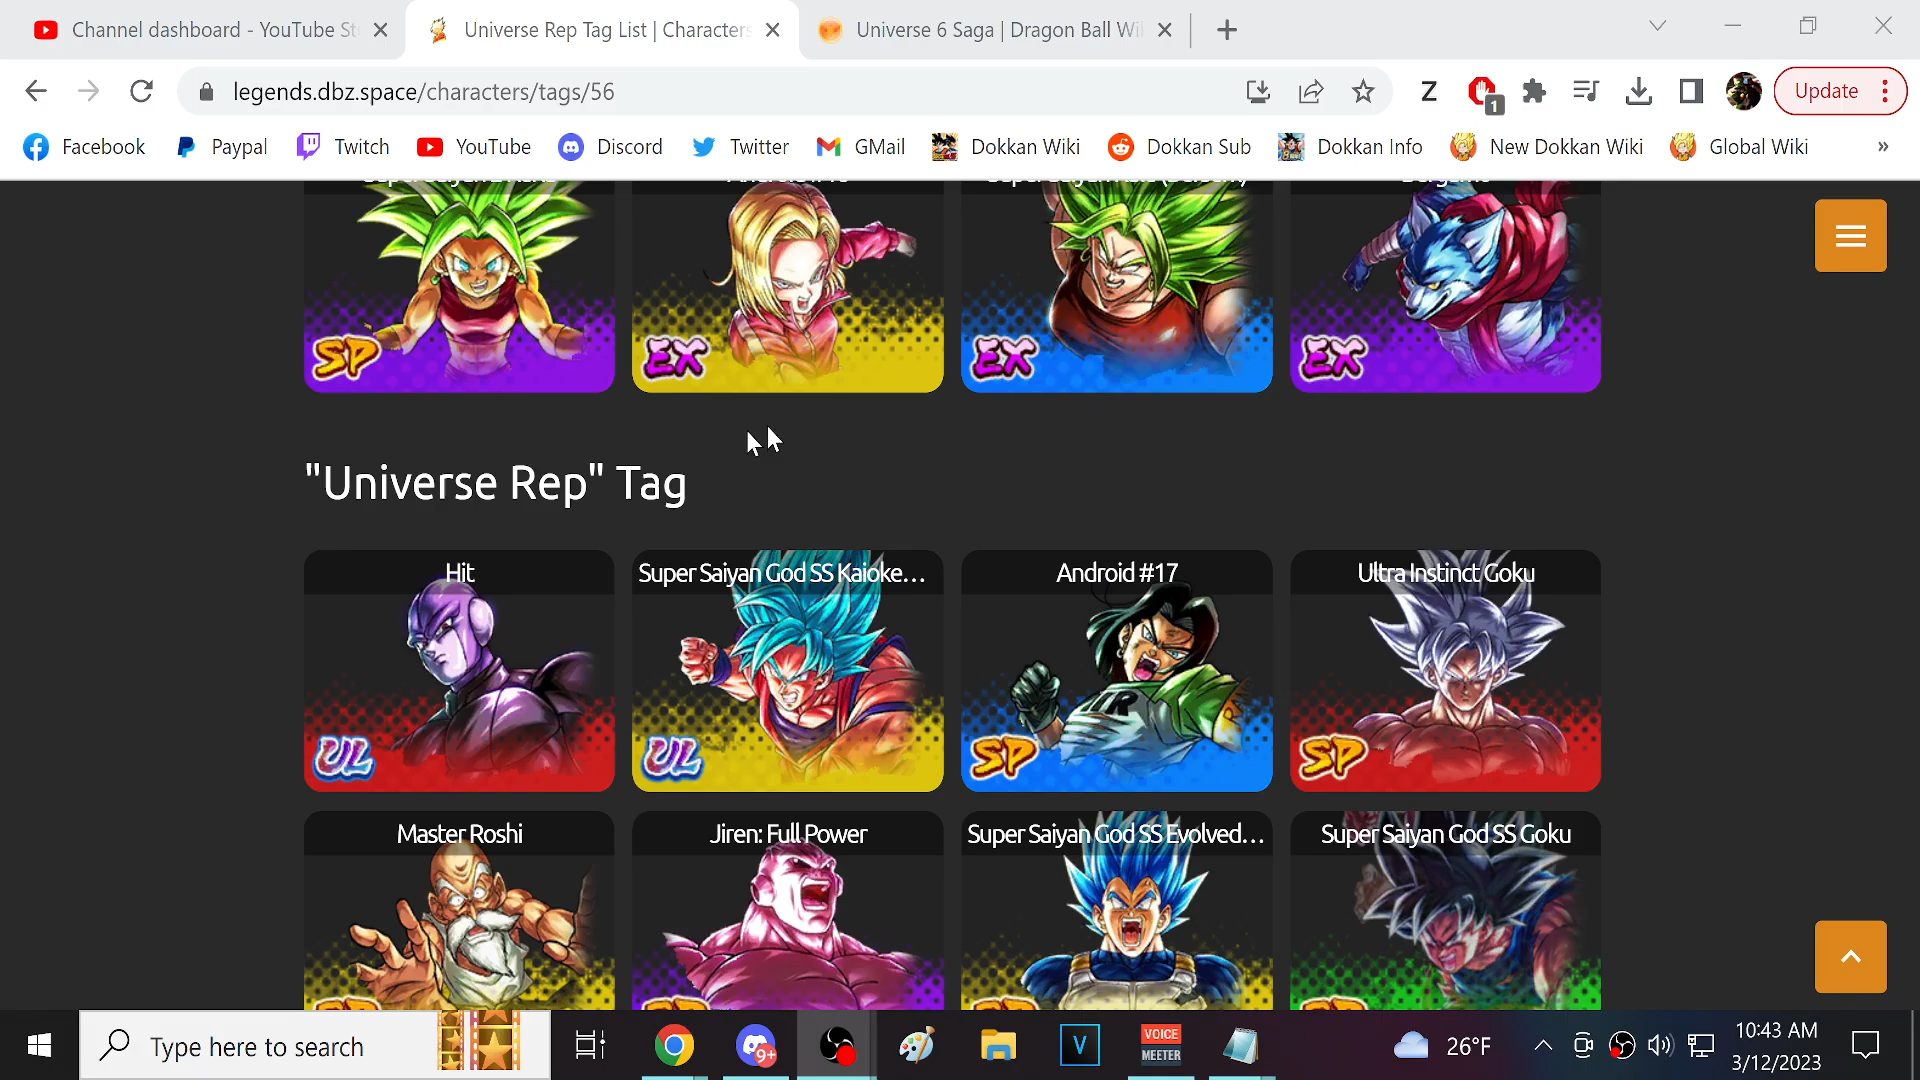 Channel dashboard - YouTube St
Universe Rep Tag List | Characters
Universe 6 Saga | Dragon Ball Wi
legends.dbz.space/characters/tags/56
Z
1
Update
Facebook
Paypal
Twitch
YouTube
Discord
Twitter
GMail
Dokkan Wiki
Dokkan Sub
Dokkan Info
New Dokkan Wiki
Global Wiki
»
SP
EX
EX
EX
"Universe Rep" Tag
Hit
Super Saiyan God SS Kaioke...
Android #17
Ultra Instinct Goku
UL
UL
SP
SP
Master Roshi
Jiren: Full Power
Super Saiyan God SS Evolved...
Super Saiyan God SS Goku
Type here to search
9+
V
VOICE
MEETER
26°F
10:43 AM
3/12/2023